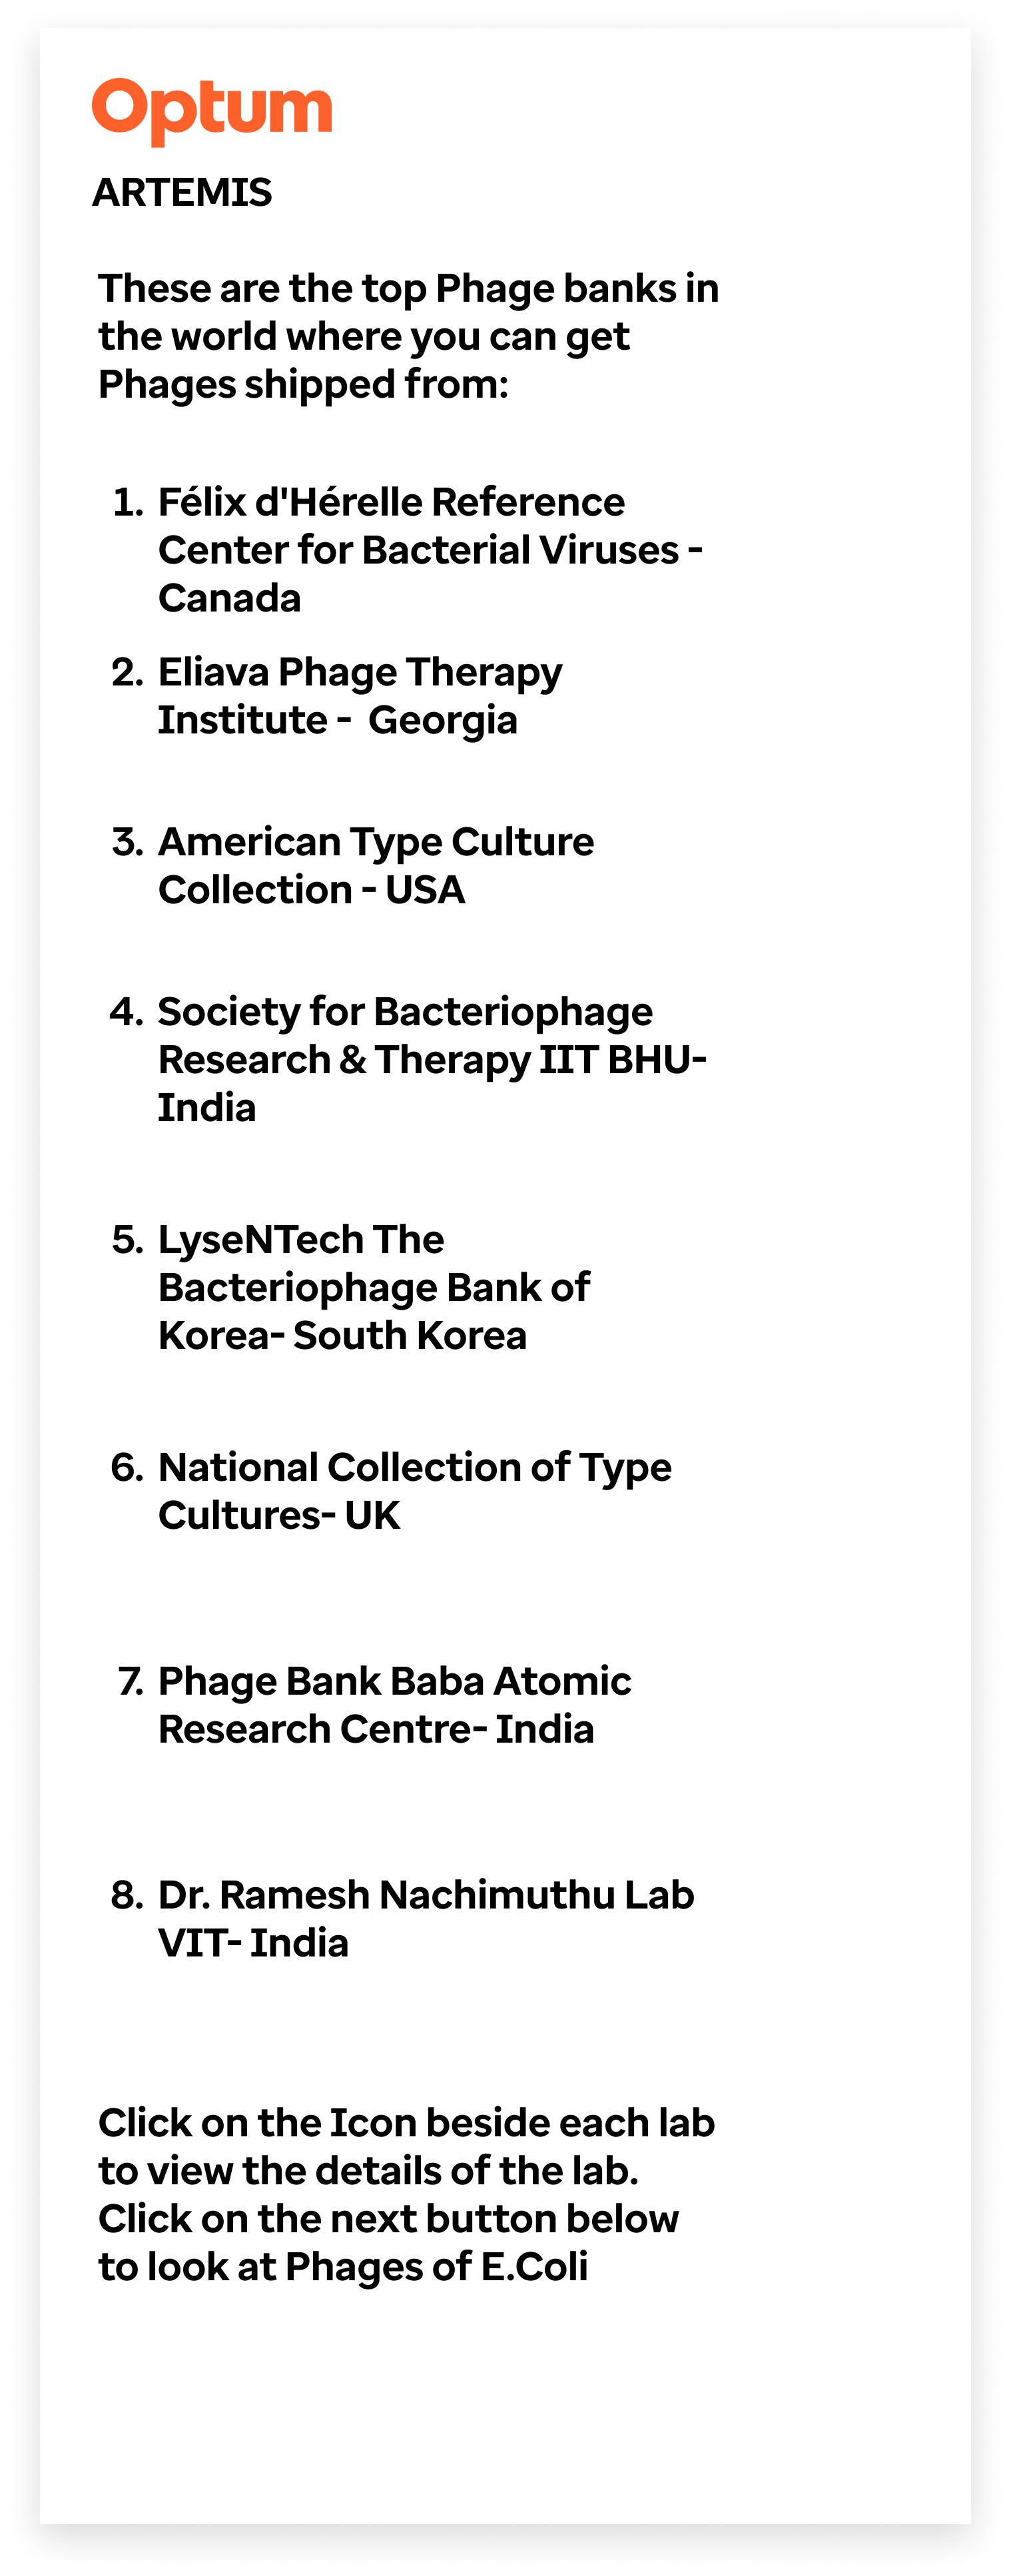 Optum
ARTEMIS
These are the top Phage banks in
the world where you can get
Phages shipped from:
1. Félix d'Hérelle Reference
Center for Bacterial Viruses -
Canada
2. Eliava Phage Therapy
Institute - Georgia
3. American Type Culture
Collection - USA
4. Society for Bacteriophage
Research & Therapy IIT BHU-
India
5. LyseNTech The
Bacteriophage Bank of
Korea- South Korea
6. National Collection of Type
Cultures- UK
7. Phage Bank Baba Atomic
Research Centre- India
8. Dr. Ramesh Nachimuthu Lab
VIT- India
Click on the Icon beside each lab
to view the details of the lab.
Click on the next button below
to look at Phages of E.Coli